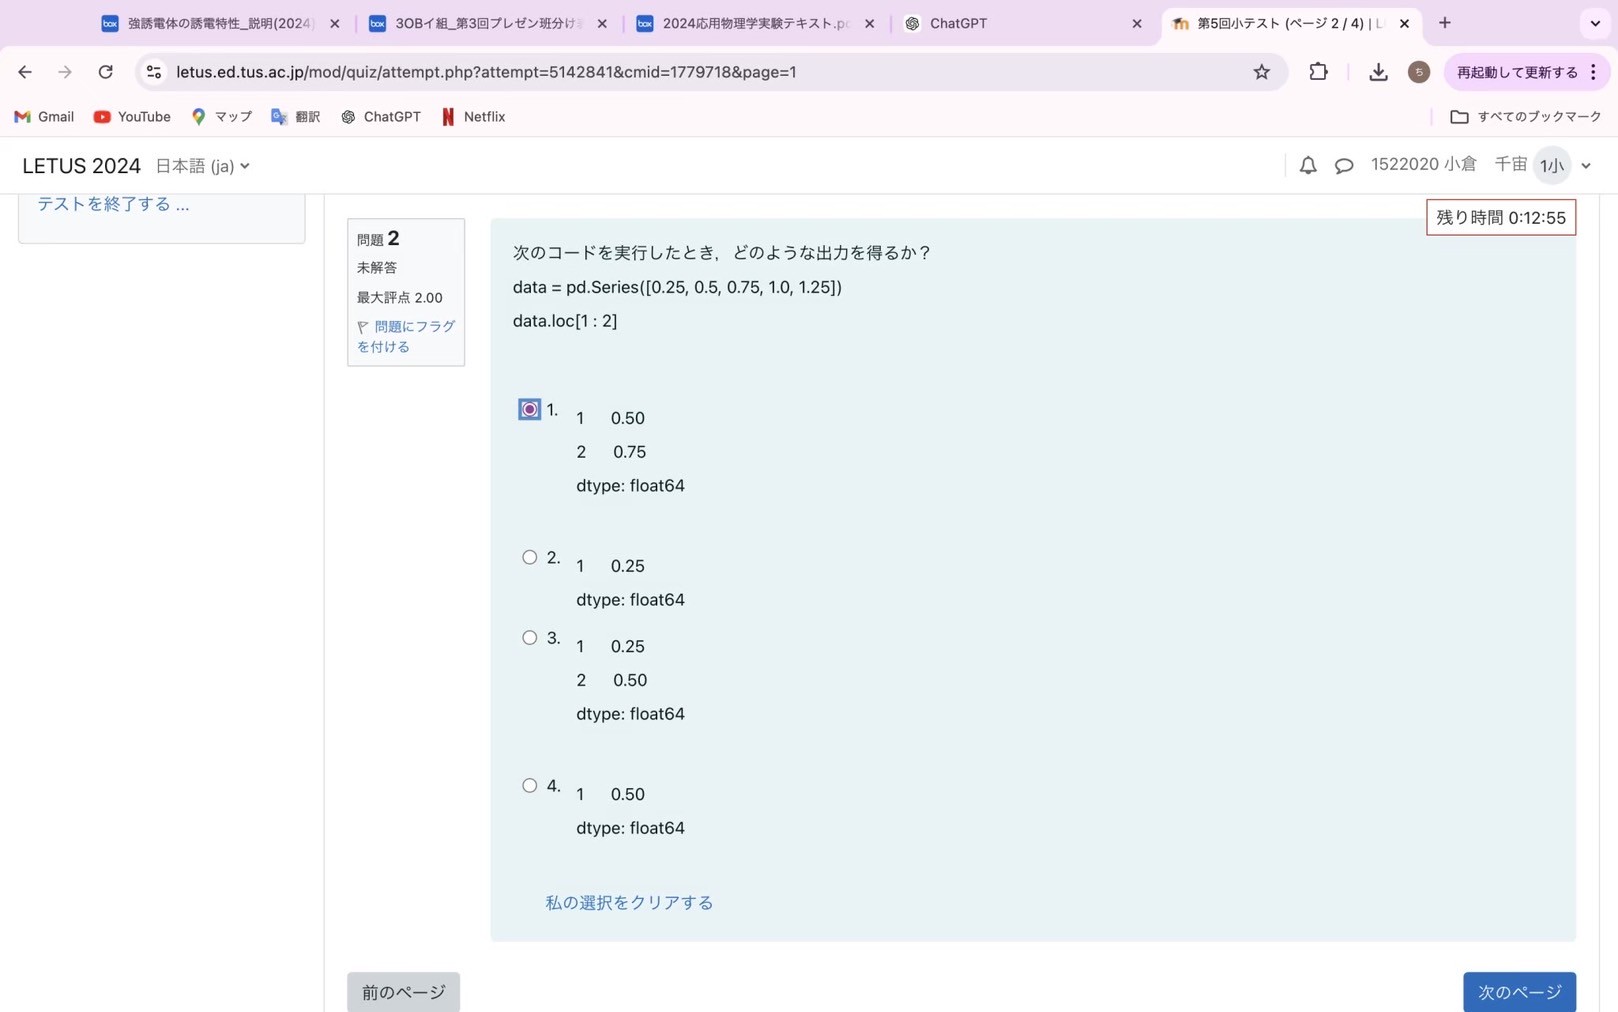 強誘電体の誘電特性_説明(2024)
3OBイ組_第3回プレゼン班分け
2024応用物理学実験テキスト.pd
ChatGPT
第5回小テスト (ページ 2 / 4) | L
letus.ed.tus.ac.jp/mod/quiz/attempt.php?attempt=5142841&cmid=1779718&page=1
ち
再起動して更新する
Gmail
YouTube
マップ
翻訳
ChatGPT
Netflix
すべてのブックマーク
LETUS 2024
日本語 (ja)
1522020 小倉 千宙
1小
テストを終了する ...
残り時間 0:12:55
問題 2
未解答
最大評点 2.00
問題にフラグ
を付ける
次のコードを実行したとき，どのような出力を得るか？
data = pd.Series([0.25, 0.5, 0.75, 1.0, 1.25])
data.loc[1 : 2]
1.
1 0.50
2 0.75
dtype: float64
2.
1 0.25
dtype: float64
3.
1 0.25
2 0.50
dtype: float64
4.
1 0.50
dtype: float64
私の選択をクリアする
前のページ
次のページ